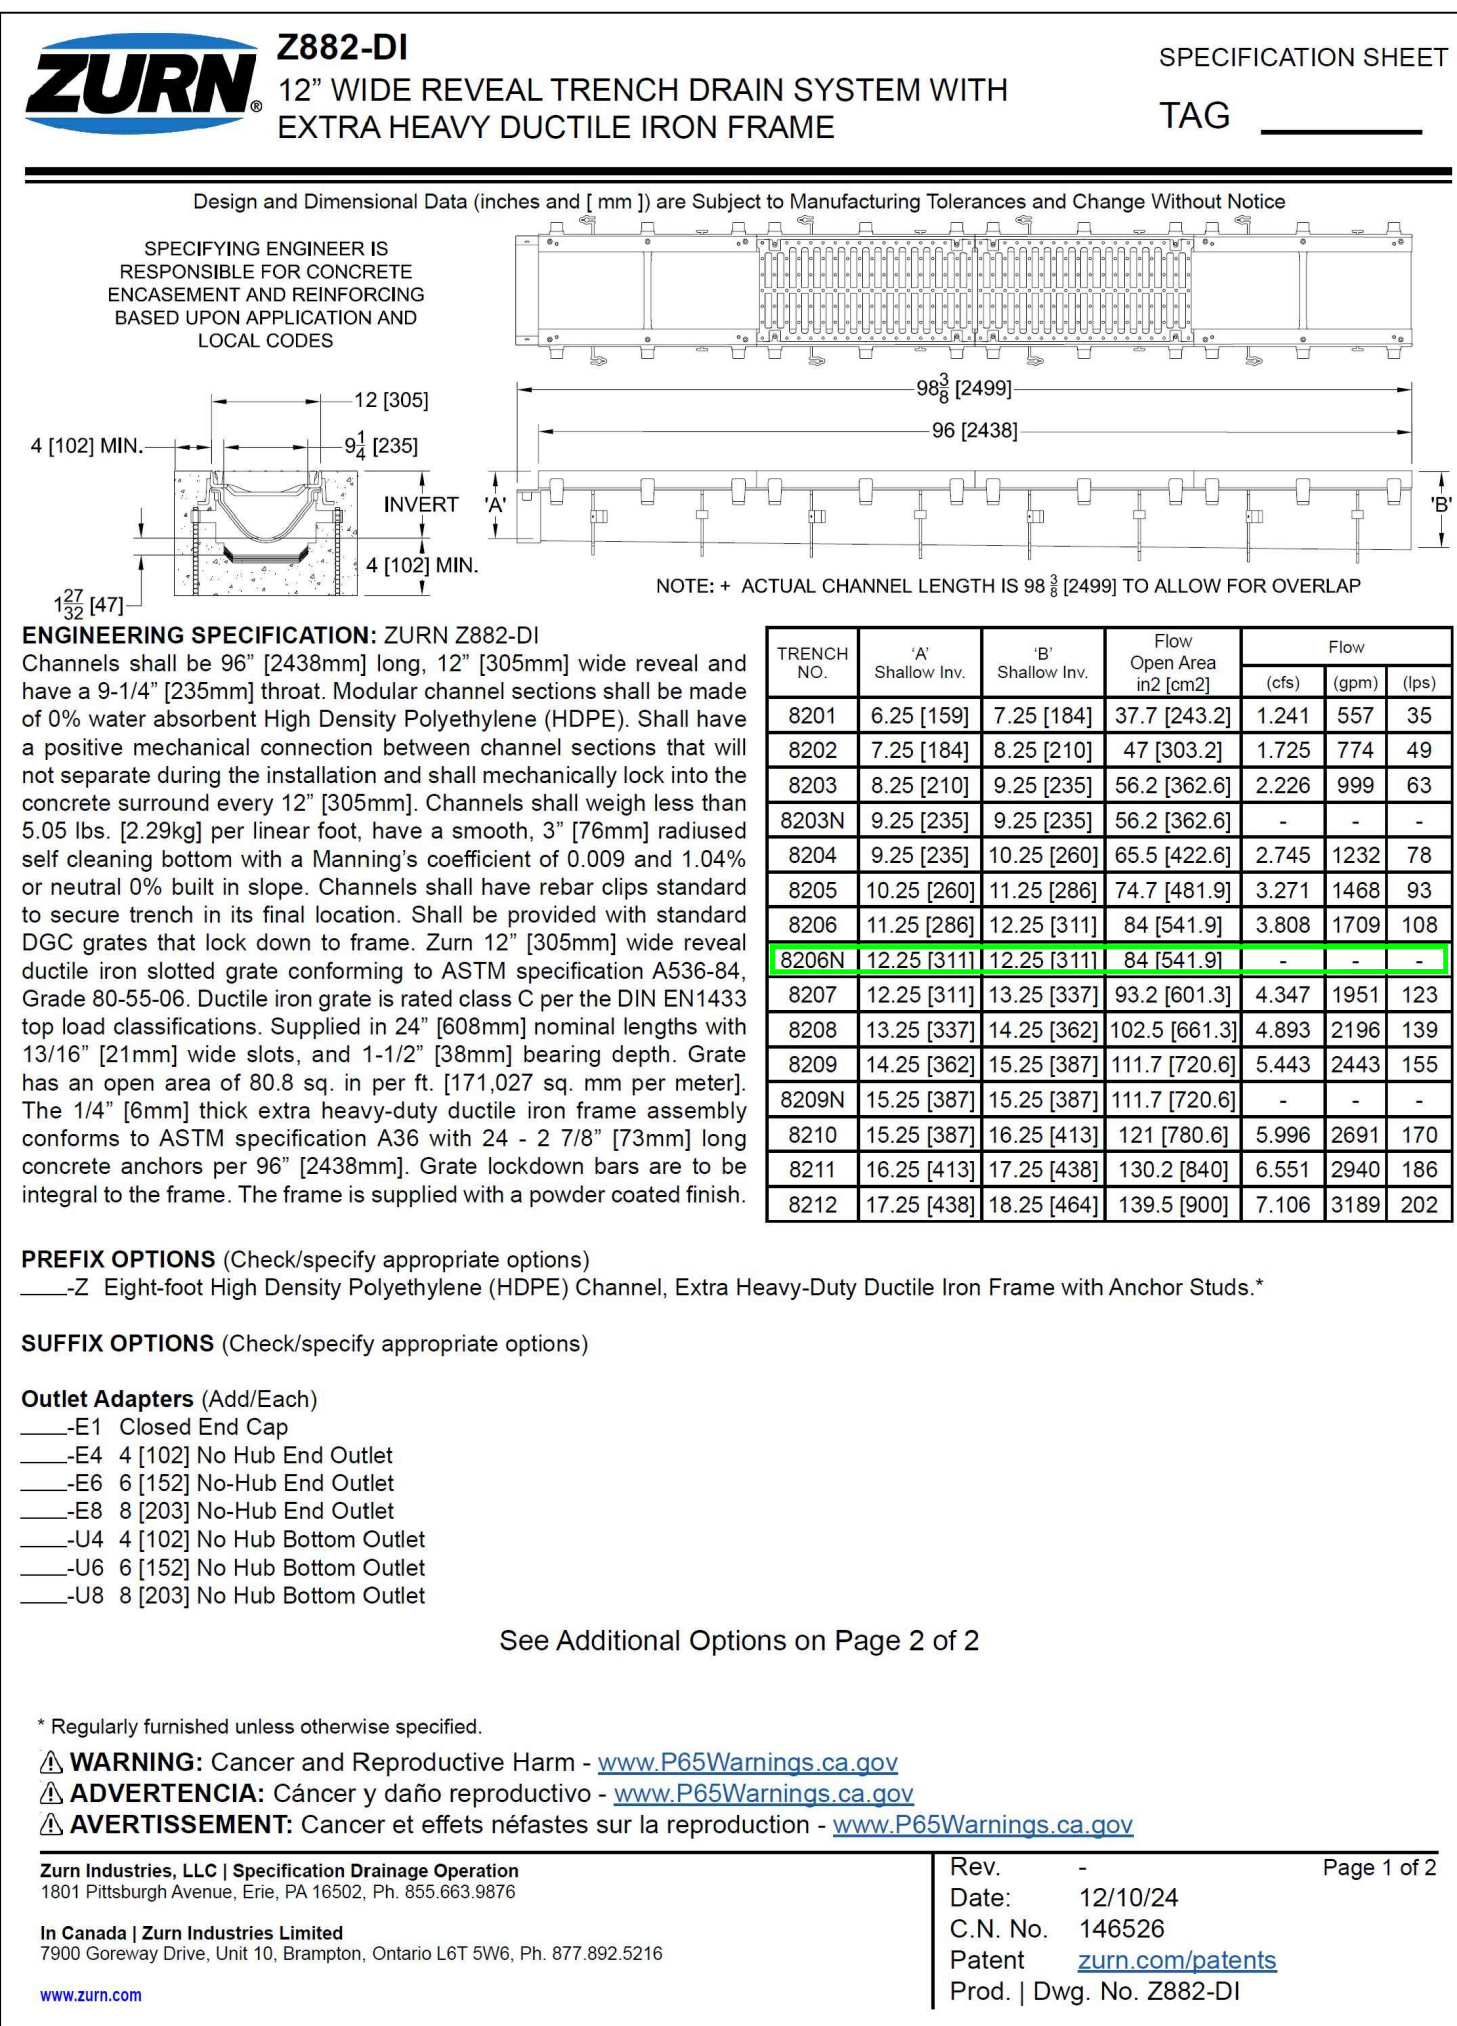 ZURN®
Z882-DI
12” WIDE REVEAL TRENCH DRAIN SYSTEM WITH
EXTRA HEAVY DUCTILE IRON FRAME
SPECIFICATION SHEET
TAG
Design and Dimensional Data (inches and [ mm ]) are Subject to Manufacturing Tolerances and Change Without Notice
SPECIFYING ENGINEER IS
RESPONSIBLE FOR CONCRETE
ENCASEMENT AND REINFORCING
BASED UPON APPLICATION AND
LOCAL CODES
98 3/8 [2499]
96 [2438]
12 [305]
4 [102] MIN.
9 1/4 [235]
INVERT
'A'
'B'
4 [102] MIN.
1 27/32 [47]
NOTE: + ACTUAL CHANNEL LENGTH IS 98 3/8 [2499] TO ALLOW FOR OVERLAP
ENGINEERING SPECIFICATION: ZURN Z882-DI
Channels shall be 96” [2438mm] long, 12” [305mm] wide reveal and
have a 9-1/4” [235mm] throat. Modular channel sections shall be made
of 0% water absorbent High Density Polyethylene (HDPE). Shall have
a positive mechanical connection between channel sections that will
not separate during the installation and shall mechanically lock into the
concrete surround every 12” [305mm]. Channels shall weigh less than
5.05 lbs. [2.29kg] per linear foot, have a smooth, 3” [76mm] radiused
self cleaning bottom with a Manning’s coefficient of 0.009 and 1.04%
or neutral 0% built in slope. Channels shall have rebar clips standard
to secure trench in its final location. Shall be provided with standard
DGC grates that lock down to frame. Zurn 12” [305mm] wide reveal
ductile iron slotted grate conforming to ASTM specification A536-84,
Grade 80-55-06. Ductile iron grate is rated class C per the DIN EN1433
top load classifications. Supplied in 24” [608mm] nominal lengths with
13/16” [21mm] wide slots, and 1-1/2” [38mm] bearing depth. Grate
has an open area of 80.8 sq. in per ft. [171,027 sq. mm per meter].
The 1/4” [6mm] thick extra heavy-duty ductile iron frame assembly
conforms to ASTM specification A36 with 24 - 2 7/8” [73mm] long
concrete anchors per 96” [2438mm]. Grate lockdown bars are to be
integral to the frame. The frame is supplied with a powder coated finish.
TRENCH NO. | ‘A’ Shallow Inv. | ‘B’ Shallow Inv. | Flow Open Area in2 [cm2] | Flow (cfs) | (gpm) | (lps)
8201 | 6.25 [159] | 7.25 [184] | 37.7 [243.2] | 1.241 | 557 | 35
8202 | 7.25 [184] | 8.25 [210] | 47 [303.2] | 1.725 | 774 | 49
8203 | 8.25 [210] | 9.25 [235] | 56.2 [362.6] | 2.226 | 999 | 63
8203N | 9.25 [235] | 9.25 [235] | 56.2 [362.6] | - | - | -
8204 | 9.25 [235] | 10.25 [260] | 65.5 [422.6] | 2.745 | 1232 | 78
8205 | 10.25 [260] | 11.25 [286] | 74.7 [481.9] | 3.271 | 1468 | 93
8206 | 11.25 [286] | 12.25 [311] | 84 [541.9] | 3.808 | 1709 | 108
8206N | 12.25 [311] | 12.25 [311] | 84 [541.9] | - | - | -
8207 | 12.25 [311] | 13.25 [337] | 93.2 [601.3] | 4.347 | 1951 | 123
8208 | 13.25 [337] | 14.25 [362] | 102.5 [661.3] | 4.893 | 2196 | 139
8209 | 14.25 [362] | 15.25 [387] | 111.7 [720.6] | 5.443 | 2443 | 155
8209N | 15.25 [387] | 15.25 [387] | 111.7 [720.6] | - | - | -
8210 | 15.25 [387] | 16.25 [413] | 121 [780.6] | 5.996 | 2691 | 170
8211 | 16.25 [413] | 17.25 [438] | 130.2 [840] | 6.551 | 2940 | 186
8212 | 17.25 [438] | 18.25 [464] | 139.5 [900] | 7.106 | 3189 | 202
PREFIX OPTIONS (Check/specify appropriate options)
____-Z Eight-foot High Density Polyethylene (HDPE) Channel, Extra Heavy-Duty Ductile Iron Frame with Anchor Studs.*
SUFFIX OPTIONS (Check/specify appropriate options)
Outlet Adapters (Add/Each)
____-E1 Closed End Cap
____-E4 4 [102] No Hub End Outlet
____-E6 6 [152] No-Hub End Outlet
____-E8 8 [203] No-Hub End Outlet
____-U4 4 [102] No Hub Bottom Outlet
____-U6 6 [152] No Hub Bottom Outlet
____-U8 8 [203] No Hub Bottom Outlet
See Additional Options on Page 2 of 2
* Regularly furnished unless otherwise specified.
⚠ WARNING: Cancer and Reproductive Harm - www.P65Warnings.ca.gov
⚠ ADVERTENCIA: Cáncer y daño reproductivo - www.P65Warnings.ca.gov
⚠ AVERTISSEMENT: Cancer et effets néfastes sur la reproduction - www.P65Warnings.ca.gov
Zurn Industries, LLC | Specification Drainage Operation
1801 Pittsburgh Avenue, Erie, PA 16502, Ph. 855.663.9876
In Canada | Zurn Industries Limited
7900 Goreway Drive, Unit 10, Brampton, Ontario L6T 5W6, Ph. 877.892.5216
www.zurn.com
Rev. -
Page 1 of 2
Date: 12/10/24
C.N. No. 146526
Patent zurn.com/patents
Prod. | Dwg. No. Z882-DI